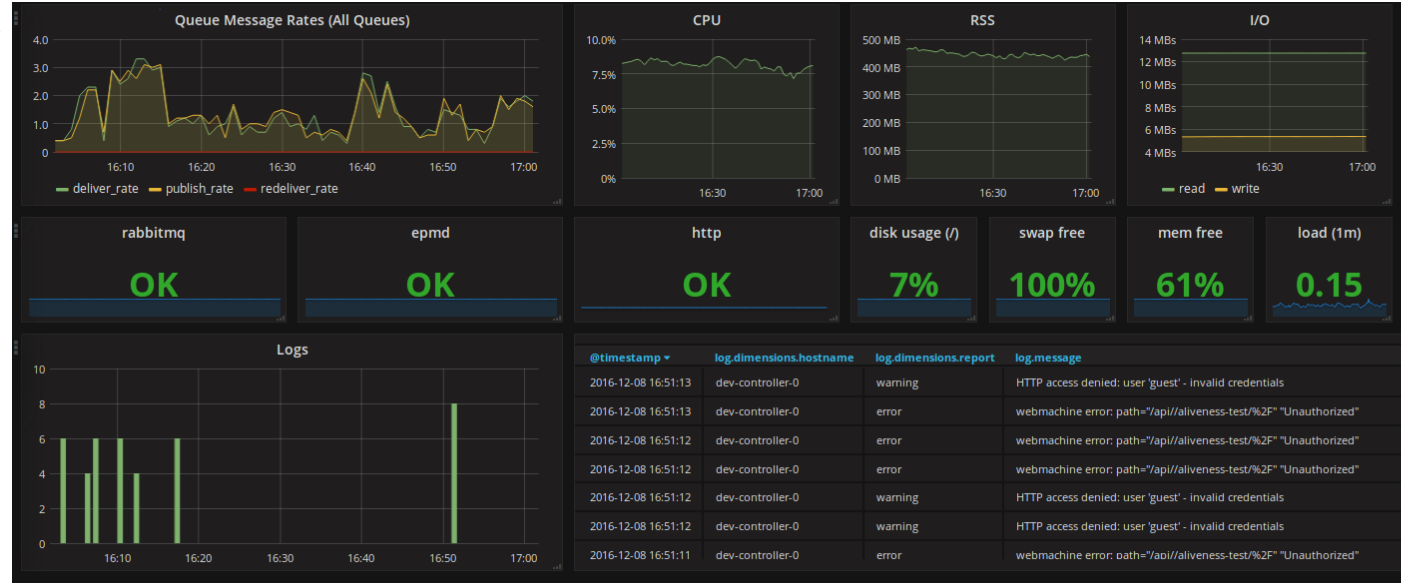 Queue Message Rates (All Queues)
4.0
3.0
2.0
1.0
0
16:10 16:20 16:30 16:40 16:50 17:00
deliver_rate publish_rate redeliver_rate
CPU
10.0%
7.5%
5.0%
2.5%
0%
16:30 17:00
RSS
500 MB
400 MB
300 MB
200 MB
100 MB
0 MB
16:30 17:00
I/O
14 MBs
12 MBs
10 MBs
8 MBs
6 MBs
4 MBs
16:30 17:00
read write
rabbitmq
OK
epmd
OK
http
OK
disk usage (/)
7%
swap free
100%
mem free
61%
load (1m)
0.15
Logs
10
8
6
4
2
0
16:10 16:20 16:30 16:40 16:50 17:00
@timestamp log.dimensions.hostname log.dimensions.report log.message
2016-12-08 16:51:13 dev-controller-0 warning HTTP access denied: user 'guest' - invalid credentials
2016-12-08 16:51:13 dev-controller-0 error webmachine error: path="/api//aliveness-test/%2F" "Unauthorized"
2016-12-08 16:51:12 dev-controller-0 error webmachine error: path="/api//aliveness-test/%2F" "Unauthorized"
2016-12-08 16:51:12 dev-controller-0 error webmachine error: path="/api//aliveness-test/%2F" "Unauthorized"
2016-12-08 16:51:12 dev-controller-0 warning HTTP access denied: user 'guest' - invalid credentials
2016-12-08 16:51:12 dev-controller-0 warning HTTP access denied: user 'guest' - invalid credentials
2016-12-08 16:51:11 dev-controller-0 error webmachine error: path="/api//aliveness-test/%2F" "Unauthorized"